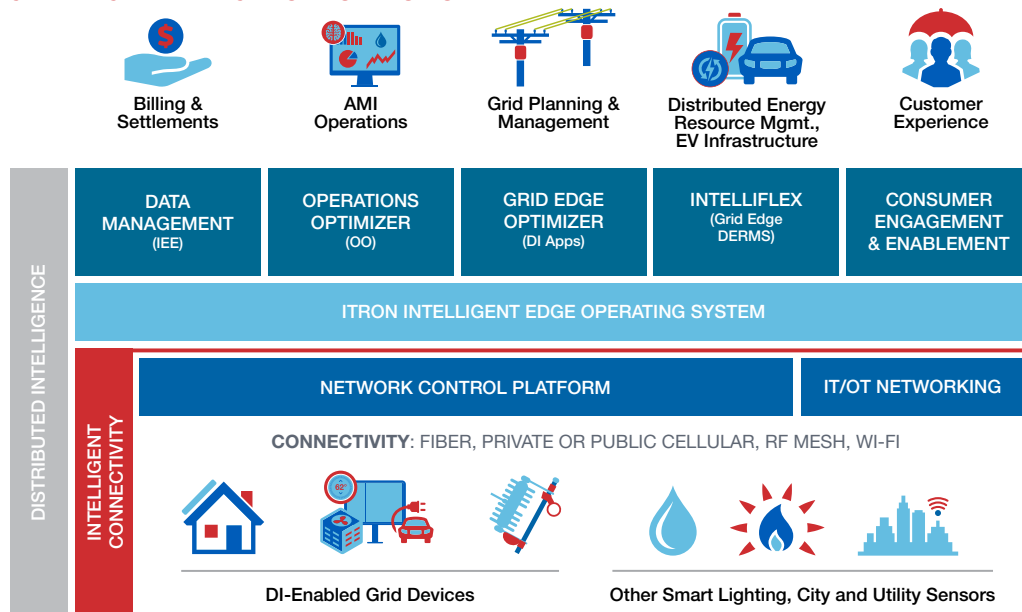 Billing &
Settlements
AMI
Operations
Grid Planning &
Management
Distributed Energy
Resource Mgmt.,
EV Infrastructure
Customer
Experience
DISTRIBUTED INTELLIGENCE
DATA
MANAGEMENT
(IEE)
OPERATIONS
OPTIMIZER
(OO)
GRID EDGE
OPTIMIZER
(DI Apps)
INTELLIFLEX
(Grid Edge
DERMS)
CONSUMER
ENGAGEMENT
& ENABLEMENT
ITRON INTELLIGENT EDGE OPERATING SYSTEM
INTELLIGENT
CONNECTIVITY
NETWORK CONTROL PLATFORM
IT/OT NETWORKING
CONNECTIVITY: FIBER, PRIVATE OR PUBLIC CELLULAR, RF MESH, WI-FI
62°
DI-Enabled Grid Devices
Other Smart Lighting, City and Utility Sensors